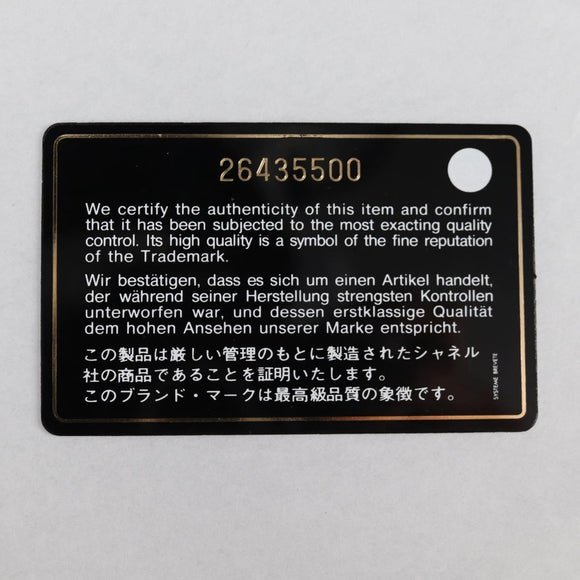 26435500
We certify the authenticity of this item and confirm
that it has been subjected to the most exacting quality
control. Its high quality is a symbol of the fine reputation
of the Trademark.
Wir bestätigen, dass es sich um einen Artikel handelt,
der während seiner Herstellung strengsten Kontrollen
unterworfen war, und dessen erstklassige Qualität
dem hohen Ansehen unserer Marke entspricht.
この製品は厳しい管理のもとに製造されたシャネル
社の商品であることを証明いたします。
このブランド・マークは最高級品質の象徴です。
SYSTEME BREVETE